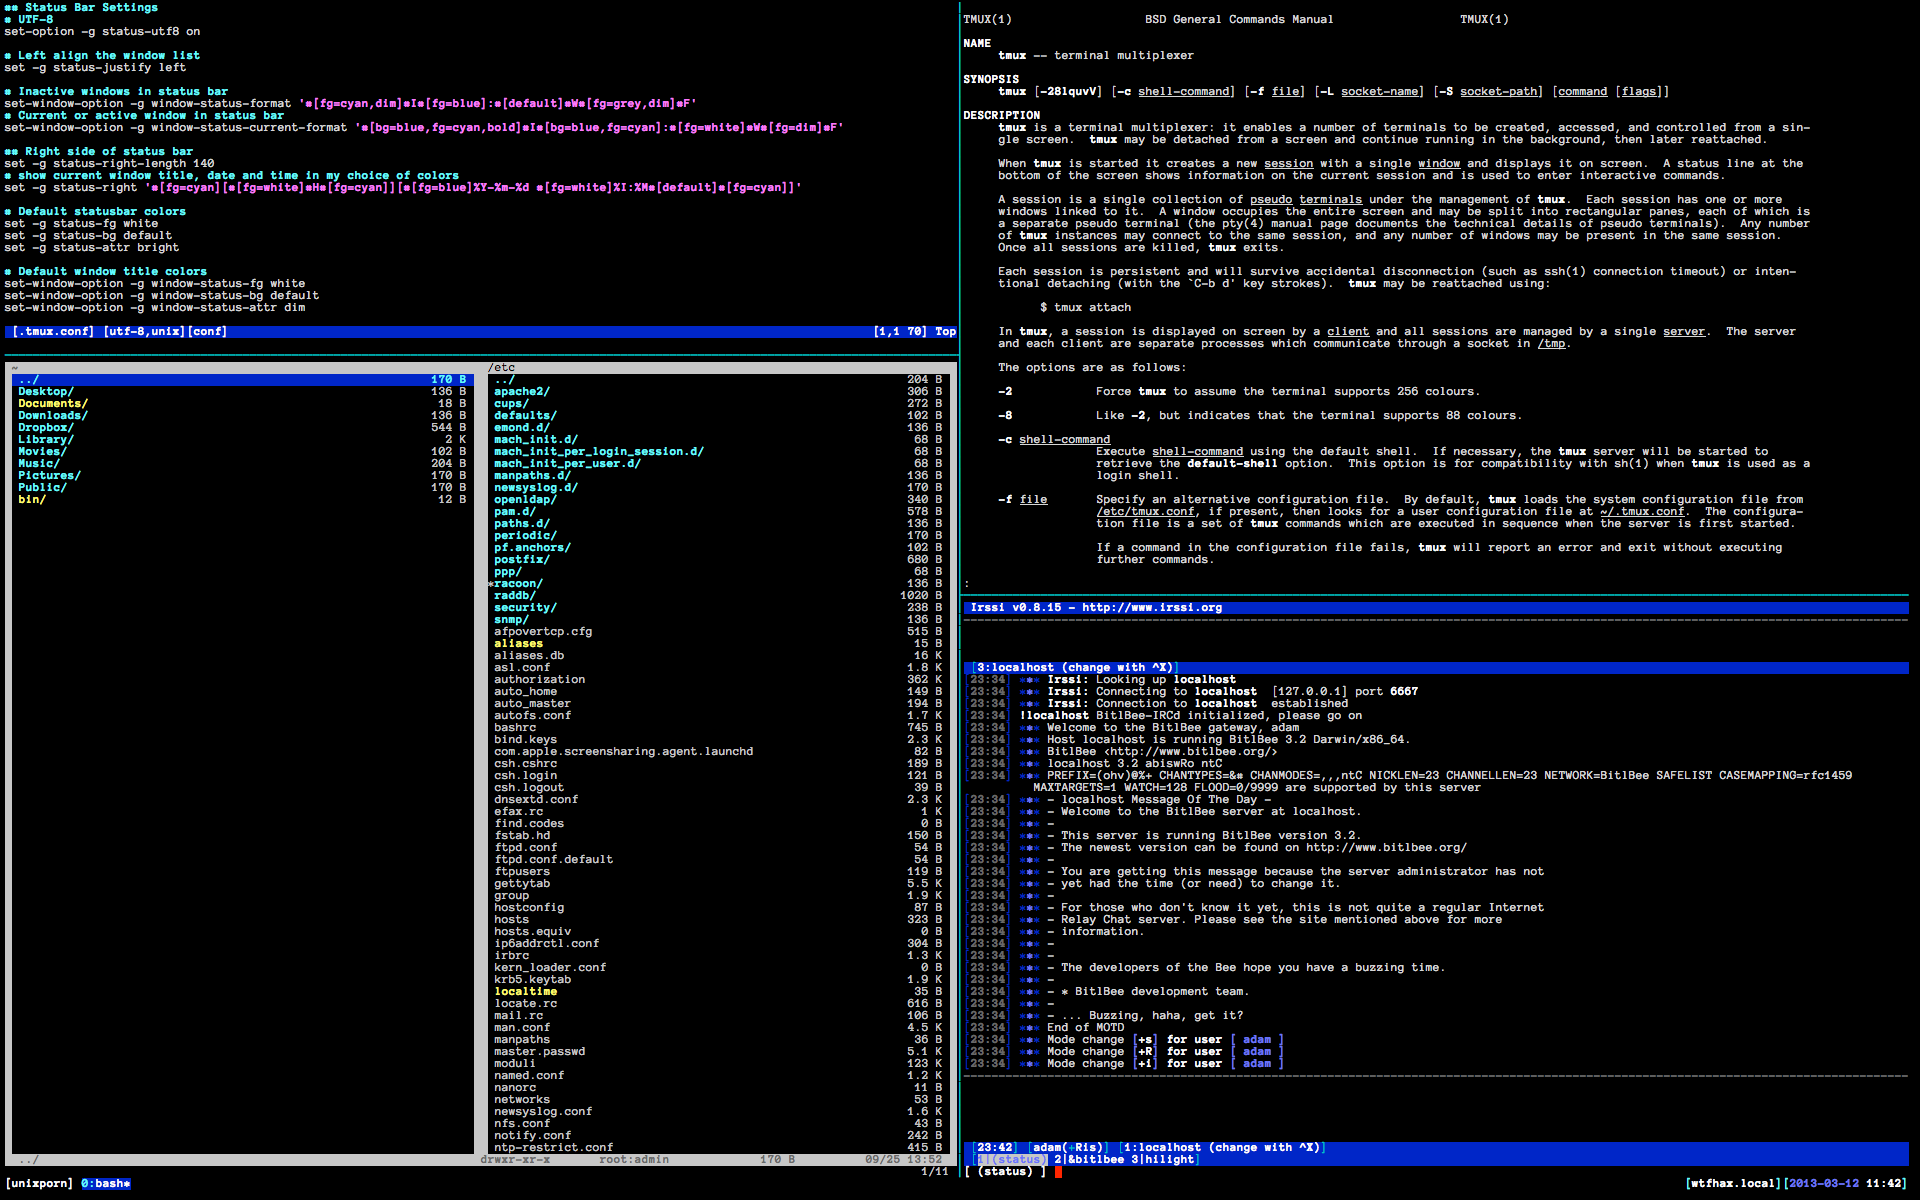 ## Status Bar Settings
# UTF-8
set-option -g status-utf8 on
# Left align the window list
set -g status-justify left
# Inactive windows in status bar
set-window-option -g window-status-format '#[fg=cyan,dim]#I#[fg=blue]:#[default]#W#[fg=grey,dim]#F'
# Current or active window in status bar
set-window-option -g window-status-current-format '#[bg=blue,fg=cyan,bold]#I#[bg=blue,fg=cyan]:#[fg=white]#W#[fg=dim]#F'
## Right side of status bar
set -g status-right-length 140
# show current window title, date and time in my choice of colors
set -g status-right '#[fg=cyan][#[fg=white]#H#[fg=cyan]][#[fg=blue]%Y-%m-%d #[fg=white]%I:%M#[default]#[fg=cyan]]'
# Default statusbar colors
set -g status-fg white
set -g status-bg default
set -g status-attr bright
# Default window title colors
set-window-option -g window-status-fg white
set-window-option -g window-status-bg default
set-window-option -g window-status-attr dim
[.tmux.conf] [utf-8,unix][conf] [1,1 70] Top
~
../ 170 B
Desktop/ 136 B
Documents/ 18 B
Downloads/ 136 B
Dropbox/ 544 B
Library/ 2 K
Movies/ 102 B
Music/ 204 B
Pictures/ 170 B
Public/ 170 B
bin/ 12 B
../
/etc
../ 204 B
apache2/ 306 B
cups/ 272 B
defaults/ 102 B
emond.d/ 136 B
mach_init.d/ 68 B
mach_init_per_login_session.d/ 68 B
mach_init_per_user.d/ 68 B
manpaths.d/ 136 B
newsyslog.d/ 170 B
openldap/ 340 B
pam.d/ 578 B
paths.d/ 136 B
periodic/ 170 B
pf.anchors/ 102 B
postfix/ 680 B
ppp/ 68 B
*racoon/ 136 B
raddb/ 1020 B
security/ 238 B
snmp/ 136 B
afpovertcp.cfg 515 B
aliases 15 B
aliases.db 16 K
asl.conf 1.8 K
authorization 362 K
auto_home 149 B
auto_master 194 B
autofs.conf 1.7 K
bashrc 745 B
bind.keys 2.3 K
com.apple.screensharing.agent.launchd 82 B
csh.cshrc 189 B
csh.login 121 B
csh.logout 39 B
dnsextd.conf 2.3 K
efax.rc 1 K
find.codes 0 B
fstab.hd 150 B
ftpd.conf 54 B
ftpd.conf.default 54 B
ftpusers 119 B
gettytab 5.5 K
group 1.9 K
hostconfig 87 B
hosts 323 B
hosts.equiv 0 B
ip6addrctl.conf 304 B
irbrc 1.3 K
kern_loader.conf 0 B
krb5.keytab 1.9 K
localtime 35 B
locate.rc 616 B
mail.rc 106 B
man.conf 4.5 K
manpaths 36 B
master.passwd 5.1 K
moduli 123 K
named.conf 1.2 K
nanorc 11 B
networks 53 B
newsyslog.conf 1.6 K
nfs.conf 43 B
notify.conf 242 B
ntp-restrict.conf 415 B
drwxr-xr-x root:admin 170 B 09/25 13:52
1/11
TMUX(1) BSD General Commands Manual TMUX(1)
NAME
tmux -- terminal multiplexer
SYNOPSIS
tmux [-28lquvV] [-c shell-command] [-f file] [-L socket-name] [-S socket-path] [command [flags]]
DESCRIPTION
tmux is a terminal multiplexer: it enables a number of terminals to be created, accessed, and controlled from a sin-
gle screen. tmux may be detached from a screen and continue running in the background, then later reattached.
When tmux is started it creates a new session with a single window and displays it on screen. A status line at the
bottom of the screen shows information on the current session and is used to enter interactive commands.
A session is a single collection of pseudo terminals under the management of tmux. Each session has one or more
windows linked to it. A window occupies the entire screen and may be split into rectangular panes, each of which is
a separate pseudo terminal (the pty(4) manual page documents the technical details of pseudo terminals). Any number
of tmux instances may connect to the same session, and any number of windows may be present in the same session.
Once all sessions are killed, tmux exits.
Each session is persistent and will survive accidental disconnection (such as ssh(1) connection timeout) or inten-
tional detaching (with the `C-b d' key strokes). tmux may be reattached using:
$ tmux attach
In tmux, a session is displayed on screen by a client and all sessions are managed by a single server. The server
and each client are separate processes which communicate through a socket in /tmp.
The options are as follows:
-2 Force tmux to assume the terminal supports 256 colours.
-8 Like -2, but indicates that the terminal supports 88 colours.
-c shell-command
Execute shell-command using the default shell. If necessary, the tmux server will be started to
retrieve the default-shell option. This option is for compatibility with sh(1) when tmux is used as a
login shell.
-f file Specify an alternative configuration file. By default, tmux loads the system configuration file from
/etc/tmux.conf, if present, then looks for a user configuration file at ~/.tmux.conf. The configura-
tion file is a set of tmux commands which are executed in sequence when the server is first started.
If a command in the configuration file fails, tmux will report an error and exit without executing
further commands.
:
Irssi v0.8.15 - http://www.irssi.org
[3:localhost (change with ^X)]
[23:34] *** Irssi: Looking up localhost
[23:34] *** Irssi: Connecting to localhost [127.0.0.1] port 6667
[23:34] *** Irssi: Connection to localhost established
[23:34] !localhost BitlBee-IRCd initialized, please go on
[23:34] *** Welcome to the BitlBee gateway, adam
[23:34] *** Host localhost is running BitlBee 3.2 Darwin/x86_64.
[23:34] *** BitlBee <http://www.bitlbee.org/>
[23:34] *** localhost 3.2 abiswRo ntC
[23:34] *** PREFIX=(ohv)@%+ CHANTYPES=&# CHANMODES=,,,ntC NICKLEN=23 CHANNELLEN=23 NETWORK=BitlBee SAFELIST CASEMAPPING=rfc1459
MAXTARGETS=1 WATCH=128 FLOOD=0/9999 are supported by this server
[23:34] *** - localhost Message Of The Day -
[23:34] *** - Welcome to the BitlBee server at localhost.
[23:34] *** -
[23:34] *** - This server is running BitlBee version 3.2.
[23:34] *** - The newest version can be found on http://www.bitlbee.org/
[23:34] *** -
[23:34] *** - You are getting this message because the server administrator has not
[23:34] *** - yet had the time (or need) to change it.
[23:34] *** -
[23:34] *** - For those who don't know it yet, this is not quite a regular Internet
[23:34] *** - Relay Chat server. Please see the site mentioned above for more
[23:34] *** - information.
[23:34] *** -
[23:34] *** -
[23:34] *** - The developers of the Bee hope you have a buzzing time.
[23:34] *** -
[23:34] *** - * BitlBee development team.
[23:34] *** -
[23:34] *** - ... Buzzing, haha, get it?
[23:34] *** End of MOTD
[23:34] *** Mode change [+s] for user [ adam ]
[23:34] *** Mode change [+R] for user [ adam ]
[23:34] *** Mode change [+i] for user [ adam ]
[23:42] [adam(+Ris)] [1:localhost (change with ^X)]
[1|(status) 2|&bitlbee 3|hilight]
[ (status) ]
[unixporn] 0:bash* [wtfhax.local][2013-03-12 11:42]